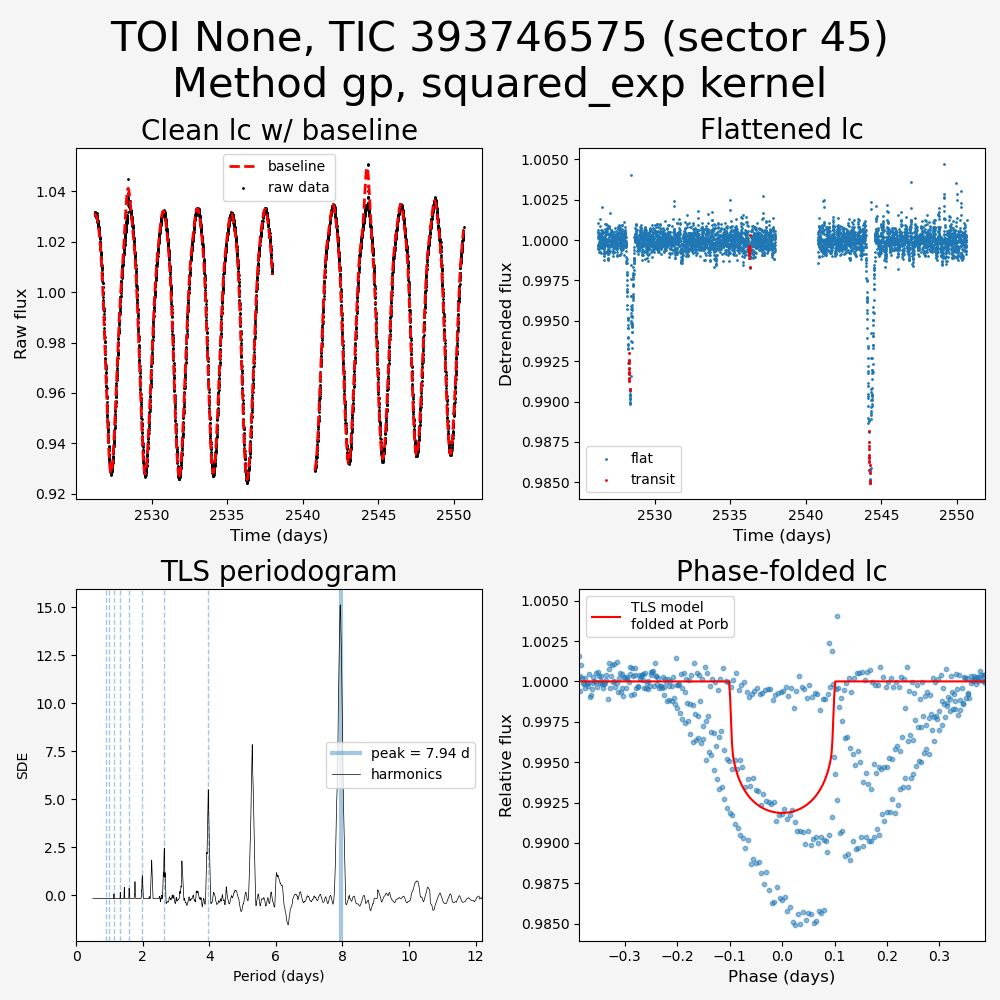 TOI None, TIC 393746575 (sector 45)
Method gp, squared_exp kernel
Clean lc w/ baseline
baseline
raw data
1.04
1.02
1.00
0.98
0.96
0.94
0.92
Raw flux
2530
2535
2540
2545
2550
Time (days)
Flattened lc
1.0050
1.0025
1.0000
0.9975
0.9950
0.9925
0.9900
0.9875
0.9850
Detrended flux
flat
transit
2530
2535
2540
2545
2550
Time (days)
TLS periodogram
15.0
12.5
10.0
7.5
5.0
2.5
0.0
SDE
peak = 7.94 d
harmonics
0
2
4
6
8
10
12
Period (days)
Phase-folded lc
TLS model
folded at Porb
1.0050
1.0025
1.0000
0.9975
0.9950
0.9925
0.9900
0.9875
0.9850
Relative flux
−0.3
−0.2
−0.1
0.0
0.1
0.2
0.3
Phase (days)